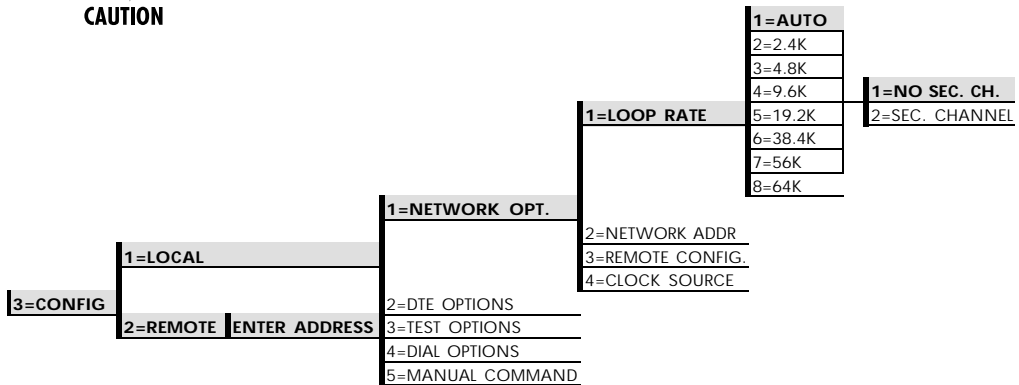 CAUTION
1=AUTO
2=2.4K
3=4.8K
4=9.6K
5=19.2K
6=38.4K
7=56K
8=64K
1=NO SEC. CH.
2=SEC. CHANNEL
1=LOOP RATE
2=NETWORK ADDR
3=REMOTE CONFIG.
4=CLOCK SOURCE
1=NETWORK OPT.
2=DTE OPTIONS
3=TEST OPTIONS
4=DIAL OPTIONS
5=MANUAL COMMAND
1=LOCAL
2=REMOTE ENTER ADDRESS
3=CONFIG